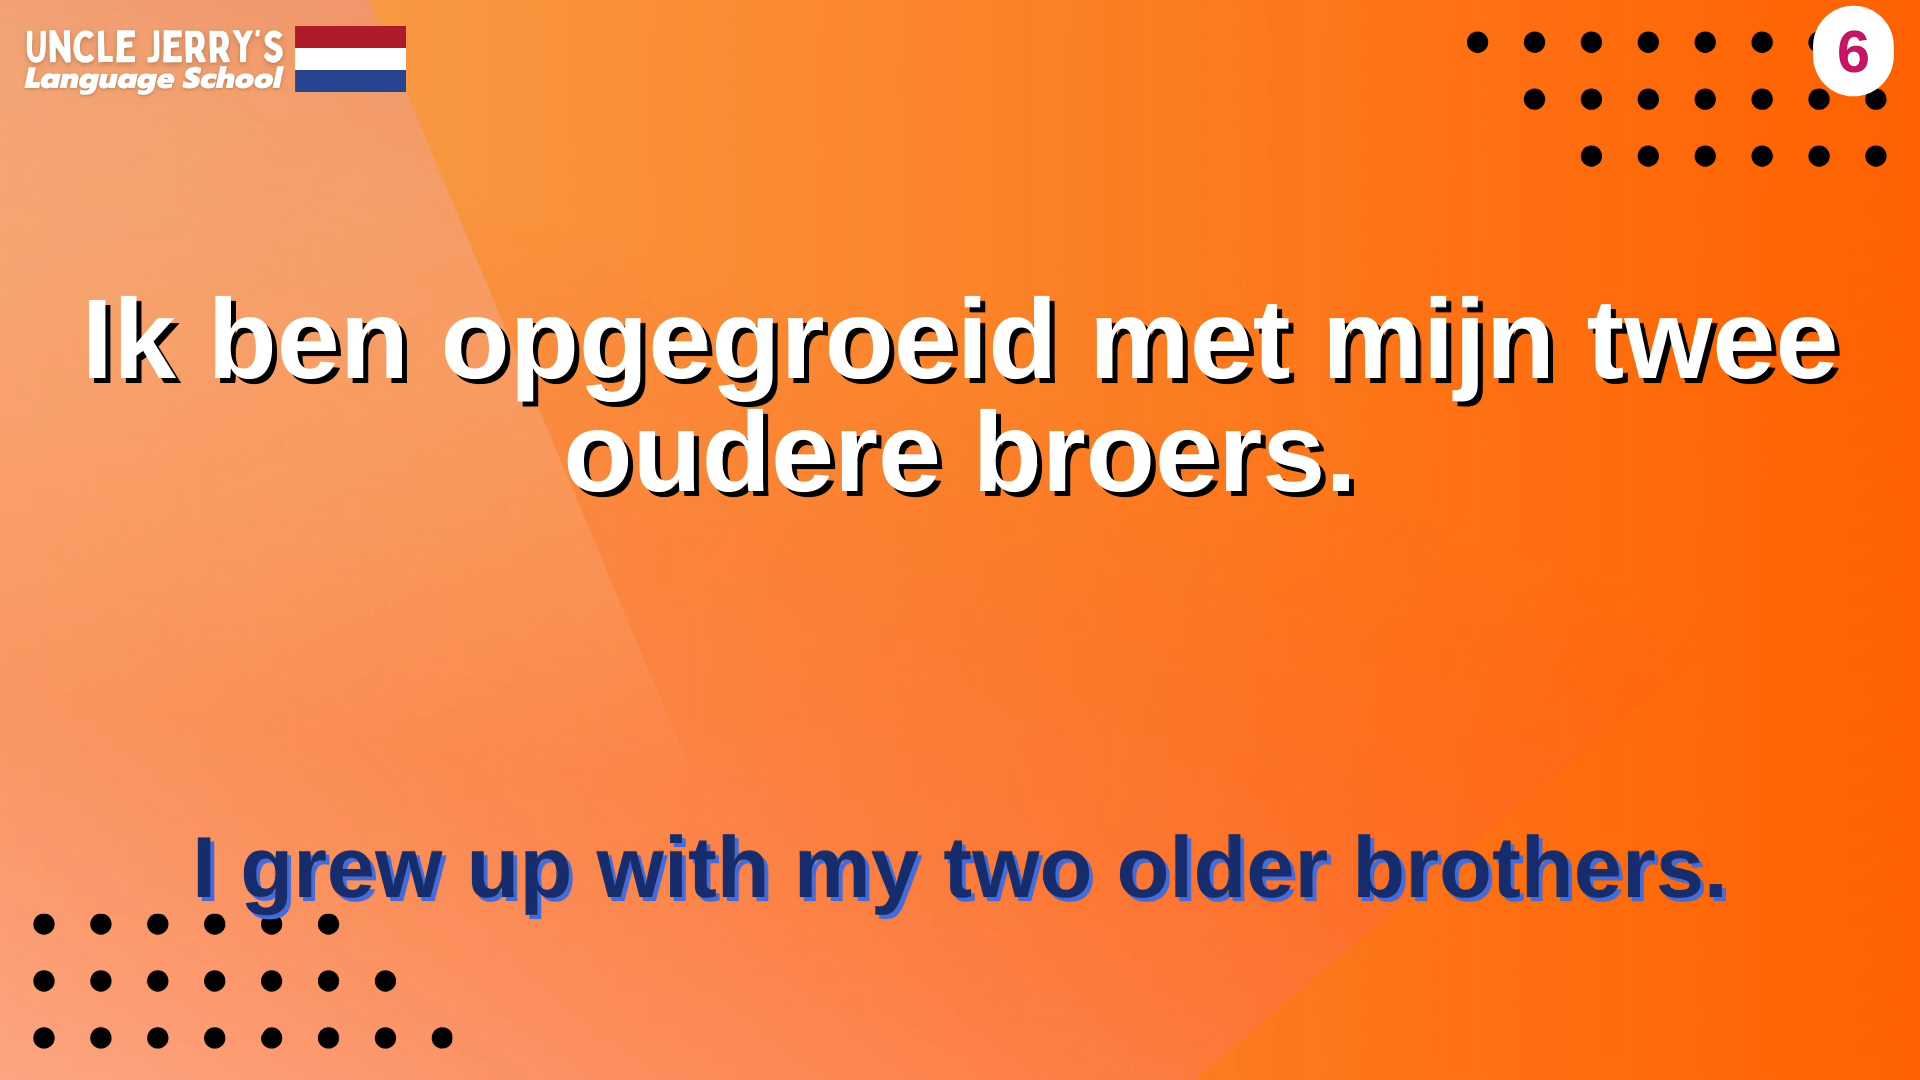 UNCLE JERRY'S
Language School
6
Ik ben opgegroeid met mijn twee
oudere broers.
I grew up with my two older brothers.